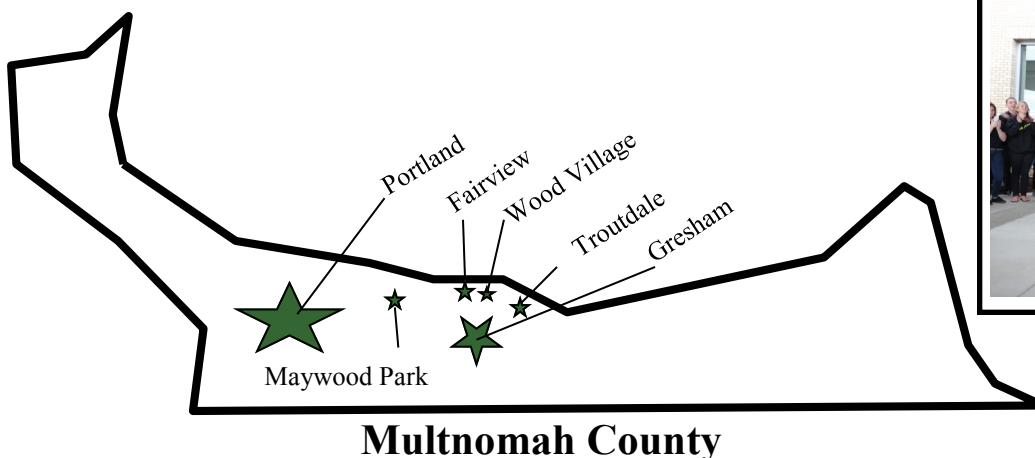 Portland
Fairview
Wood Village
Troutdale
Gresham
Maywood Park
Multnomah County